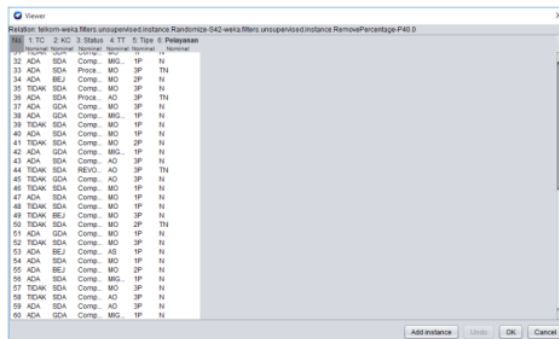 Viewer
Relation: telkom-weka.filters.unsupervised.instance.Randomize-S42-weka.filters.unsupervised.instance.RemovePercentage-P40.0
No 1: TC 2: KC 3: Status 4: TT 5: Tipe 6: Pelayanan
Nominal Nominal Nominal Nominal Nominal Nominal
32 ADA SDA Comp... MIG... 1P N
33 ADA SDA Proce... MO 3P TN
34 ADA BEJ Comp... MO 2P N
35 TIDAK SDA Comp... MO 3P N
36 ADA SDA Proce... AO 3P TN
37 ADA GDA Comp... MO 3P N
38 ADA GDA Comp... MIG... 1P N
39 TIDAK SDA Comp... MO 1P N
40 ADA SDA Comp... MO 1P N
41 TIDAK SDA Comp... MO 2P N
42 ADA GDA Comp... MIG... 1P N
43 ADA SDA Comp... AO 3P N
44 TIDAK SDA REVO... AO 3P TN
45 TIDAK GDA Comp... AO 3P N
46 TIDAK SDA Comp... MO 1P N
47 ADA SDA Comp... MO 1P N
48 TIDAK SDA Comp... MO 1P N
49 TIDAK BEJ Comp... MO 3P N
50 TIDAK SDA Comp... MO 2P TN
51 ADA GDA Comp... MO 1P N
52 TIDAK SDA Comp... MO 3P N
53 ADA BEJ Comp... AS 1P N
54 ADA SDA Comp... MO 1P N
55 ADA BEJ Comp... MO 2P N
56 ADA SDA Comp... MIG... 1P N
57 TIDAK SDA Comp... MO 3P N
58 TIDAK SDA Comp... AO 3P N
59 ADA SDA Comp... AO 3P N
60 ADA GDA Comp... MIG... 1P N
Add instance Undo OK Cancel